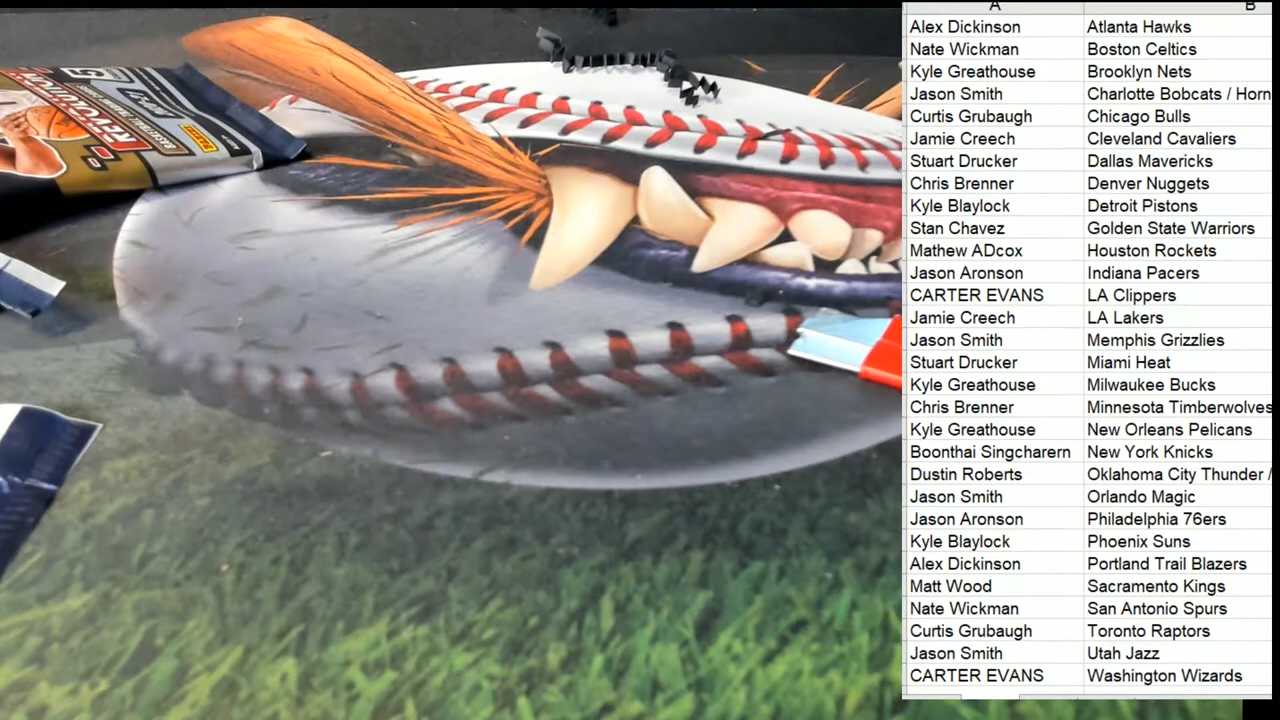 A B
Alex Dickinson Atlanta Hawks
Nate Wickman Boston Celtics
Kyle Greathouse Brooklyn Nets
Jason Smith Charlotte Bobcats / Horn
Curtis Grubaugh Chicago Bulls
Jamie Creech Cleveland Cavaliers
Stuart Drucker Dallas Mavericks
Chris Brenner Denver Nuggets
Kyle Blaylock Detroit Pistons
Stan Chavez Golden State Warriors
Mathew ADcox Houston Rockets
Jason Aronson Indiana Pacers
CARTER EVANS LA Clippers
Jamie Creech LA Lakers
Jason Smith Memphis Grizzlies
Stuart Drucker Miami Heat
Kyle Greathouse Milwaukee Bucks
Chris Brenner Minnesota Timberwolves
Kyle Greathouse New Orleans Pelicans
Boonthai Singcharern New York Knicks
Dustin Roberts Oklahoma City Thunder /
Jason Smith Orlando Magic
Jason Aronson Philadelphia 76ers
Kyle Blaylock Phoenix Suns
Alex Dickinson Portland Trail Blazers
Matt Wood Sacramento Kings
Nate Wickman San Antonio Spurs
Curtis Grubaugh Toronto Raptors
Jason Smith Utah Jazz
CARTER EVANS Washington Wizards
PANINI